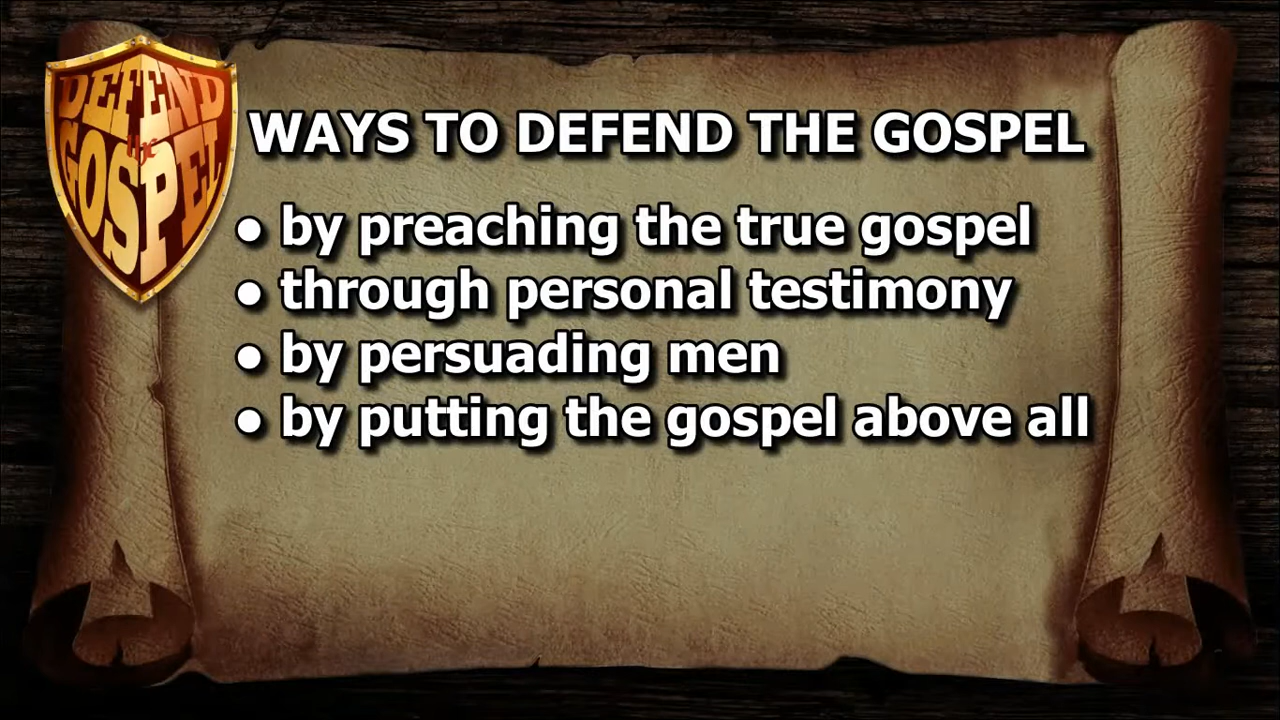 DEFEND
the
GOSPEL
WAYS TO DEFEND THE GOSPEL
● by preaching the true gospel
● through personal testimony
● by persuading men
● by putting the gospel above all